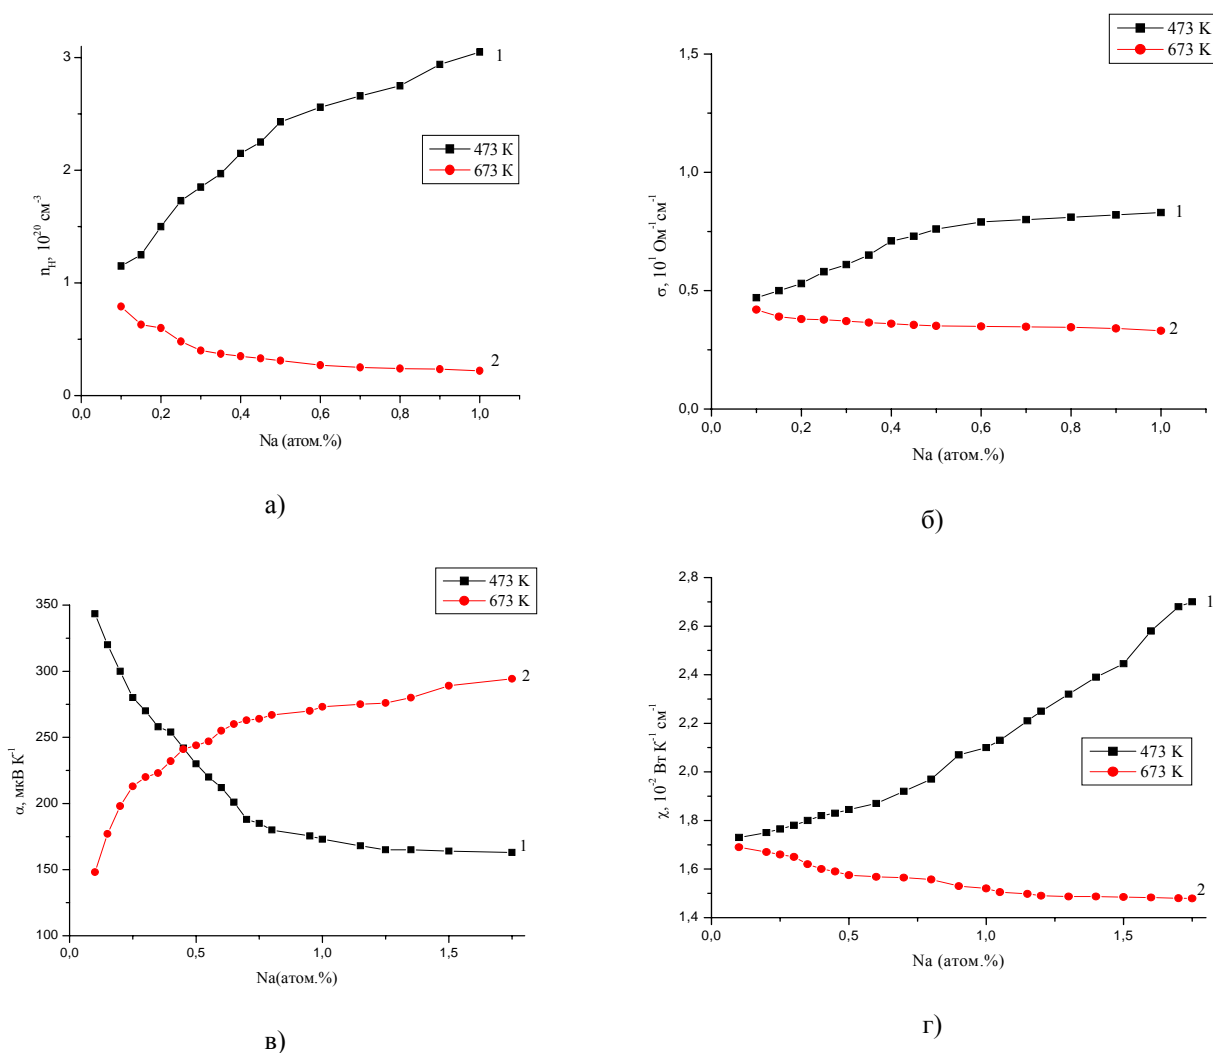 а)
n_H, 10^20 см^-3
3
2
1
0
0,0 0,2 0,4 0,6 0,8 1,0
Na (атом.%)
1
2
473 K
673 K
б)
σ, 10^1 Ом^-1 см^-1
1,5
1,0
0,5
0,0
0,0 0,2 0,4 0,6 0,8 1,0
Na (атом.%)
1
2
473 K
673 K
в)
α, мкВ K^-1
350
300
250
200
150
100
0,0 0,5 1,0 1,5
Na(атом.%)
2
1
473 K
673 K
г)
χ, 10^-2 Вт K^-1 см^-1
2,8
2,6
2,4
2,2
2,0
1,8
1,6
1,4
0,0 0,5 1,0 1,5
Na (атом.%)
1
2
473 K
673 K